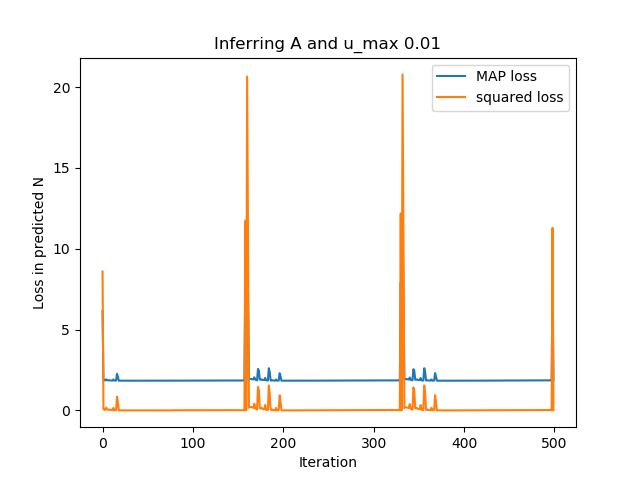 Inferring A and u_max 0.01
MAP loss
squared loss
Loss in predicted N
20
15
10
5
0
0 100 200 300 400 500
Iteration